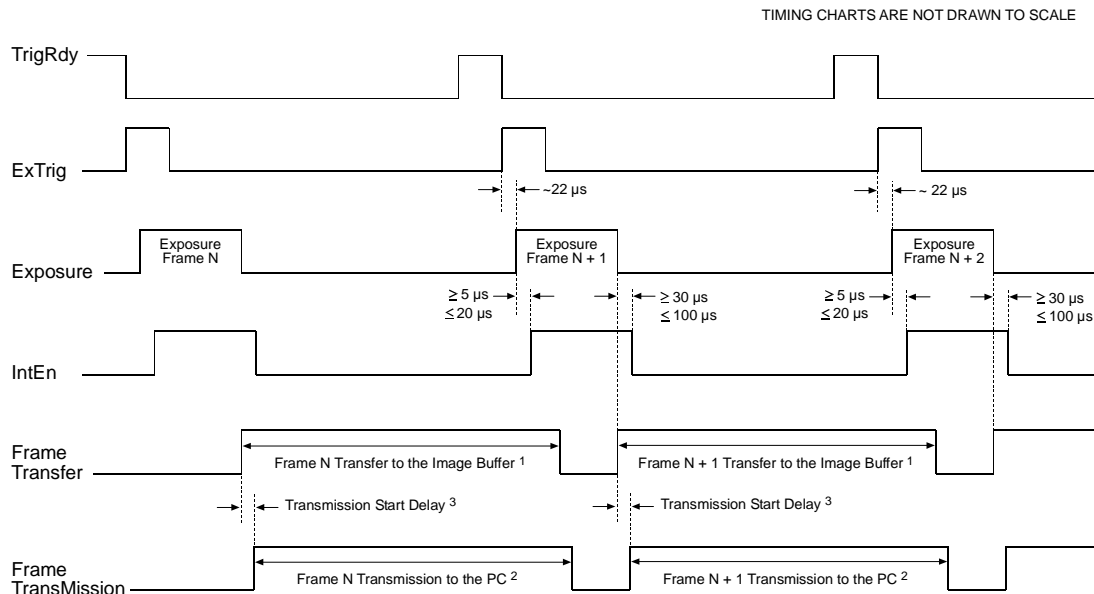 TIMING CHARTS ARE NOT DRAWN TO SCALE
TrigRdy
ExTrig
~22 µs
~ 22 µs
Exposure
Frame N
Exposure
Frame N + 1
Exposure
Frame N + 2
Exposure
≥ 5 µs
≤ 20 µs
≥ 30 µs
≤ 100 µs
≥ 5 µs
≤ 20 µs
≥ 30 µs
≤ 100 µs
IntEn
Frame
Transfer
Frame N Transfer to the Image Buffer 1
Frame N + 1 Transfer to the Image Buffer 1
Transmission Start Delay 3
Transmission Start Delay 3
Frame
TransMission
Frame N Transmission to the PC 2
Frame N + 1 Transmission to the PC 2